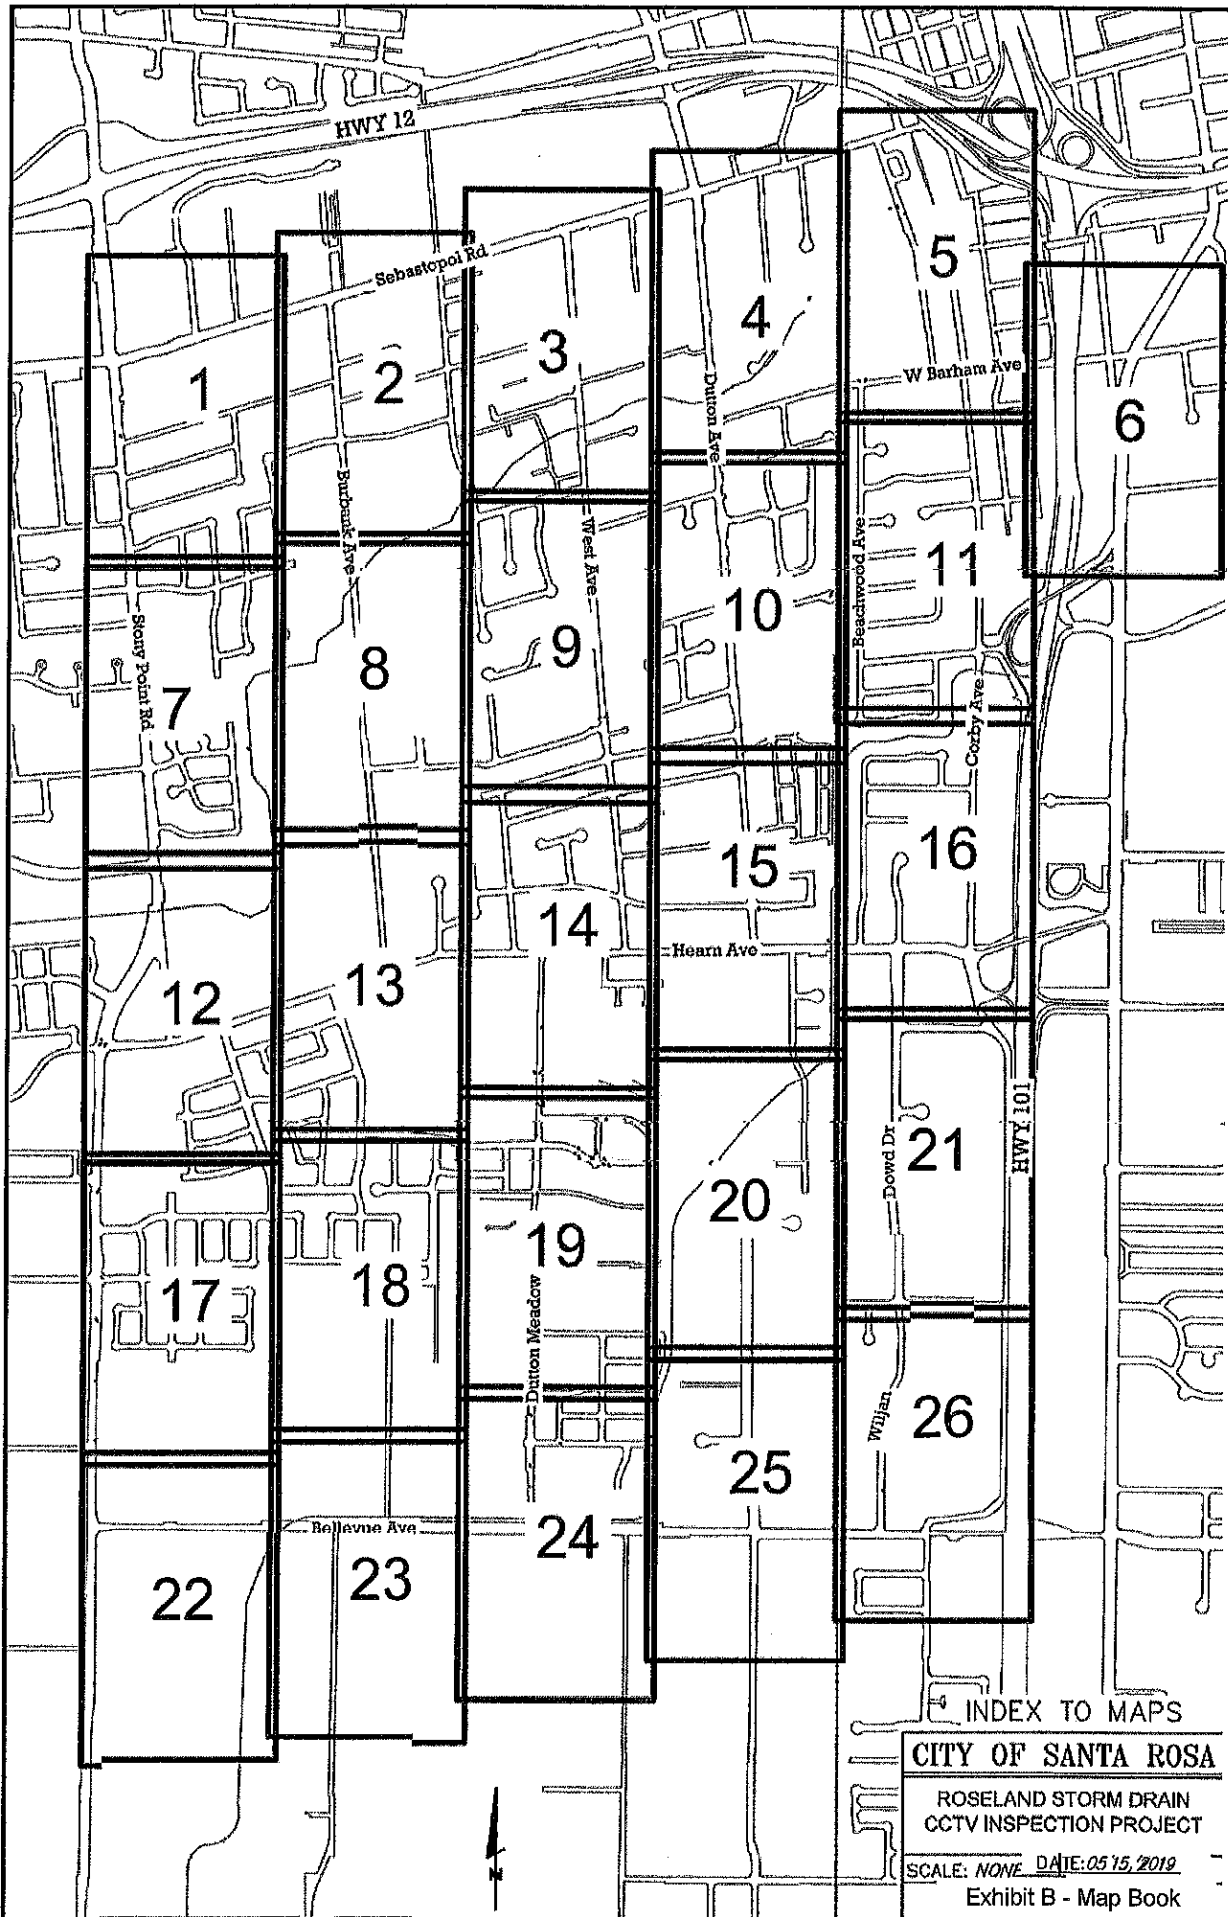 HWY 12
Sebastopol Rd
5
4
3
2
1
W Barham Ave
Dutton Ave
6
Burbank Ave
West Ave
Beachwood Ave
11
10
9
8
Stony Point Rd
7
Corby Ave
16
15
14
Hearn Ave
13
12
HWY 101
Dowd Dr
21
20
19
18
17
Dutton Meadow
Wiljan
26
25
Bellevue Ave
24
23
22
N
INDEX TO MAPS
CITY OF SANTA ROSA
ROSELAND STORM DRAIN
CCTV INSPECTION PROJECT
SCALE: NONE DATE: 05 15, 2019
Exhibit B - Map Book